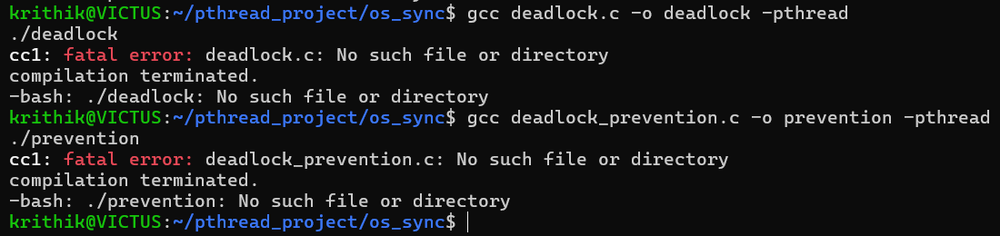 krithik@VICTUS:~/pthread_project/os_sync$ gcc deadlock.c -o deadlock -pthread
./deadlock
cc1: fatal error: deadlock.c: No such file or directory
compilation terminated.
-bash: ./deadlock: No such file or directory
krithik@VICTUS:~/pthread_project/os_sync$ gcc deadlock_prevention.c -o prevention -pthread
./prevention
cc1: fatal error: deadlock_prevention.c: No such file or directory
compilation terminated.
-bash: ./prevention: No such file or directory
krithik@VICTUS:~/pthread_project/os_sync$